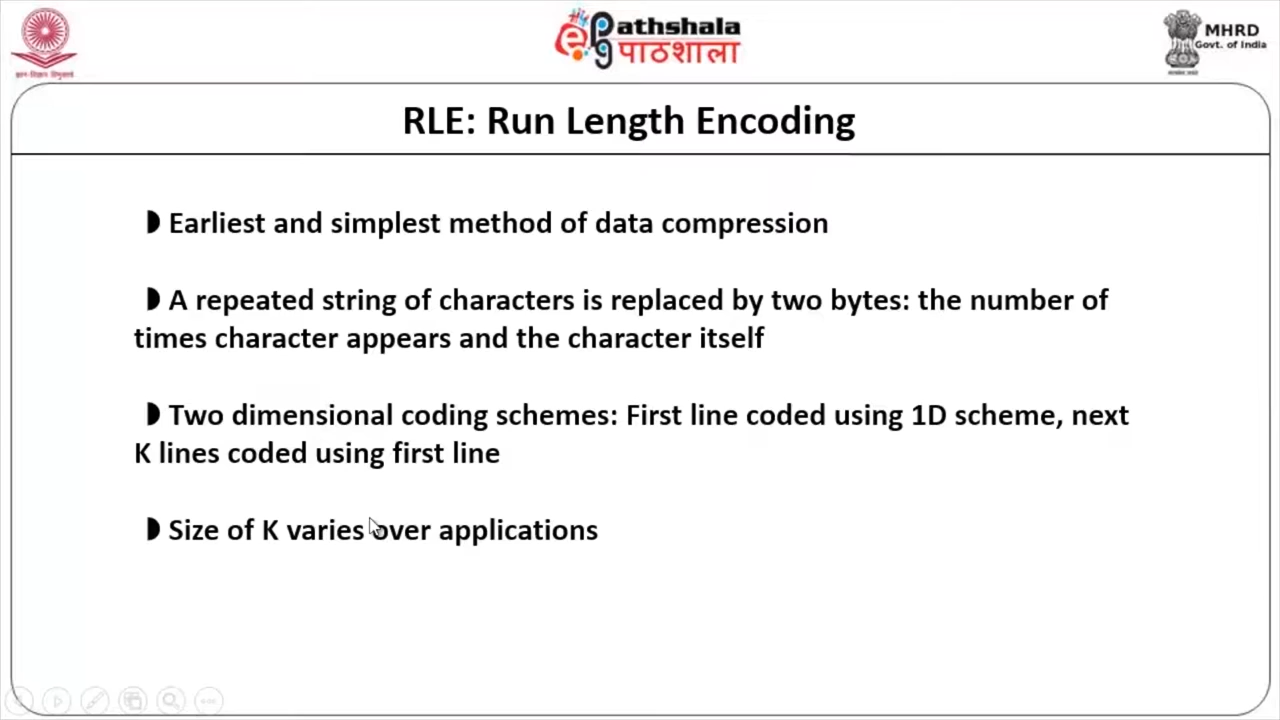 ePg Pathshala
पाठशाला
MHRD
Govt. of India
RLE: Run Length Encoding
◗ Earliest and simplest method of data compression
◗ A repeated string of characters is replaced by two bytes: the number of
times character appears and the character itself
◗ Two dimensional coding schemes: First line coded using 1D scheme, next
K lines coded using first line
◗ Size of K varies over applications